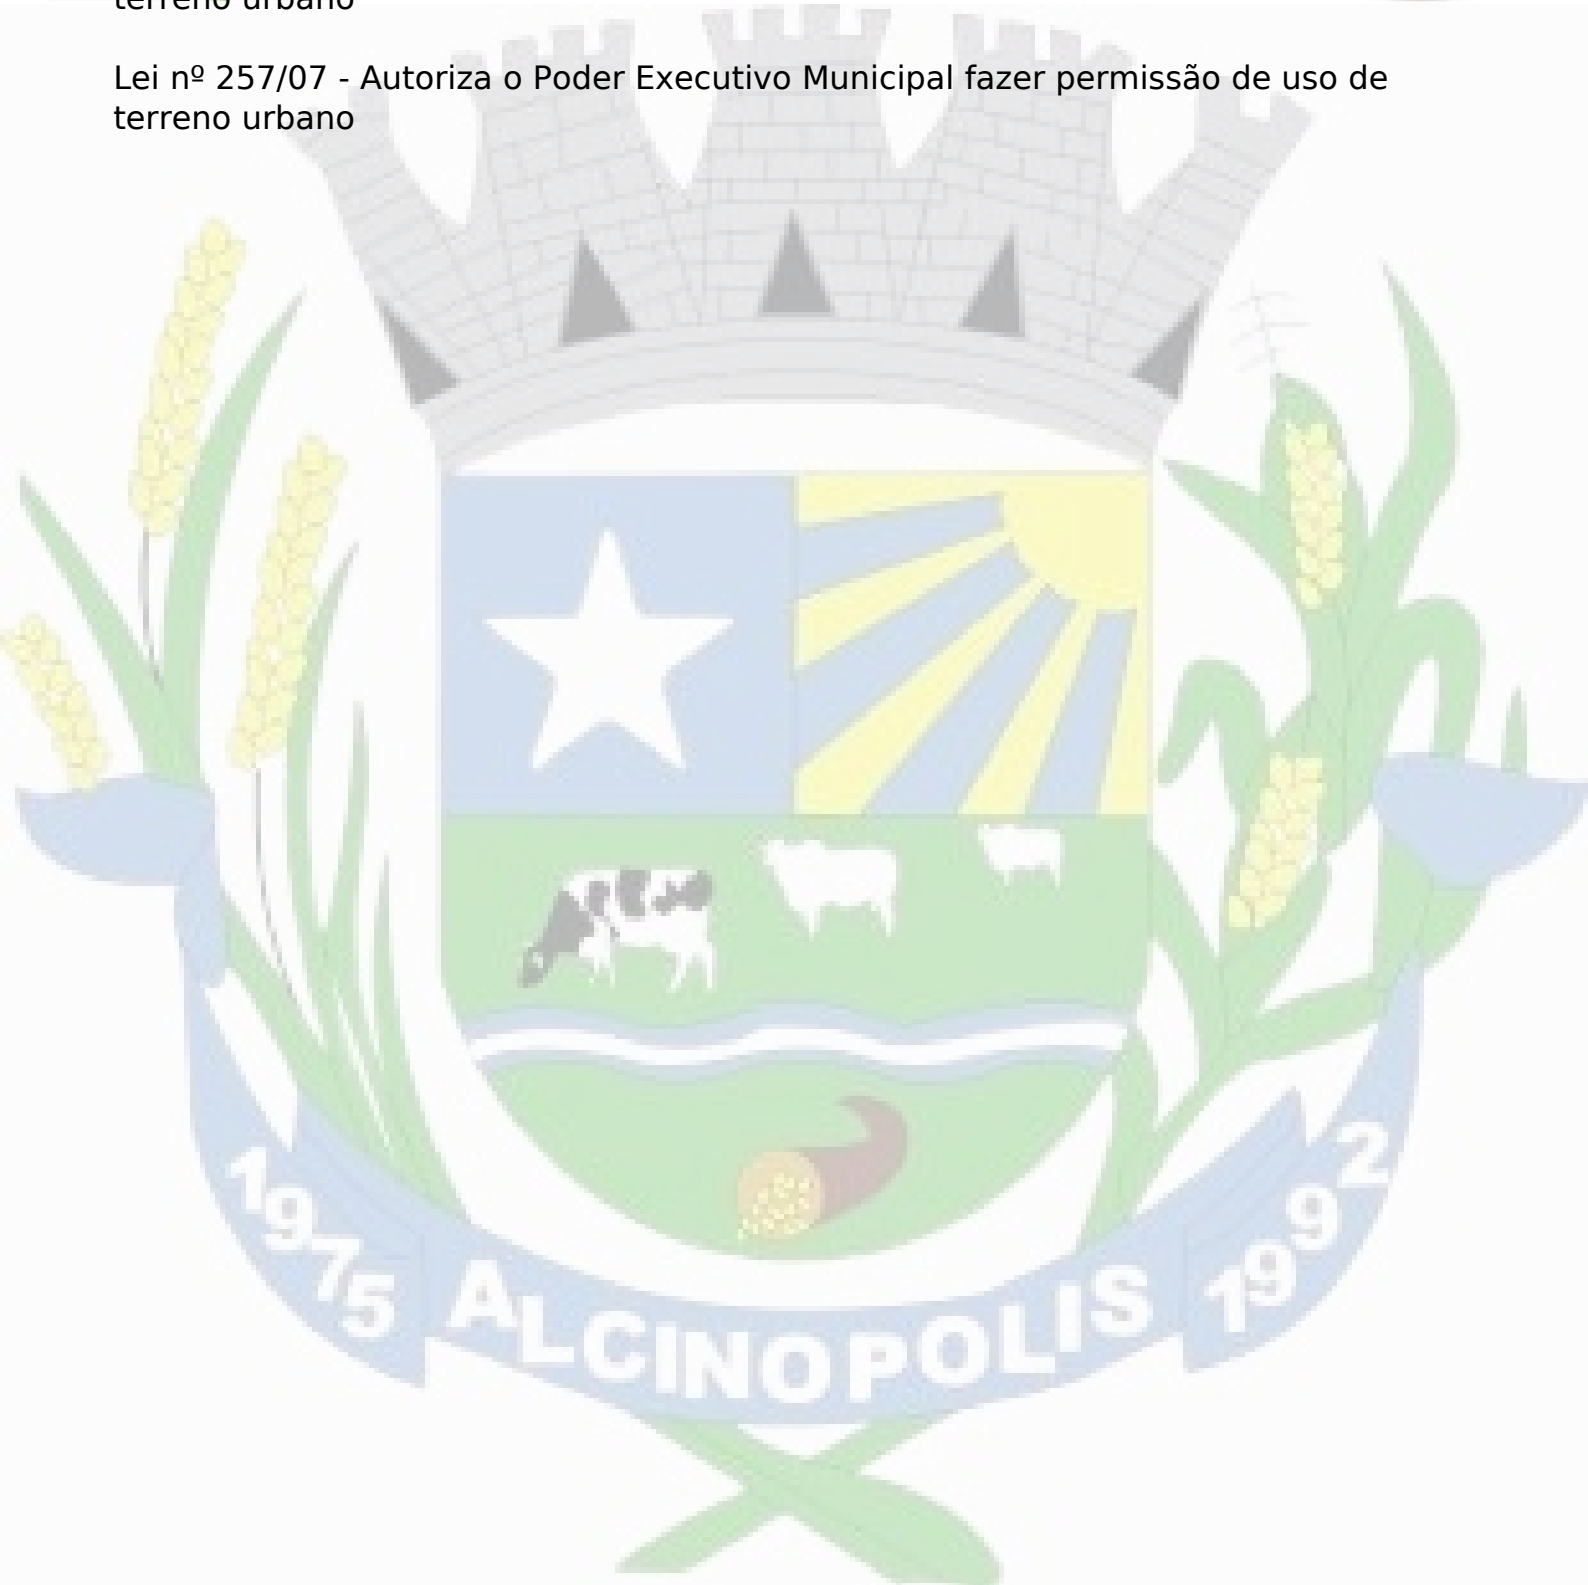 terreno urbano
Lei nº 257/07 - Autoriza o Poder Executivo Municipal fazer permissão de uso de
terreno urbano
1975 ALCINOPOLIS 1992